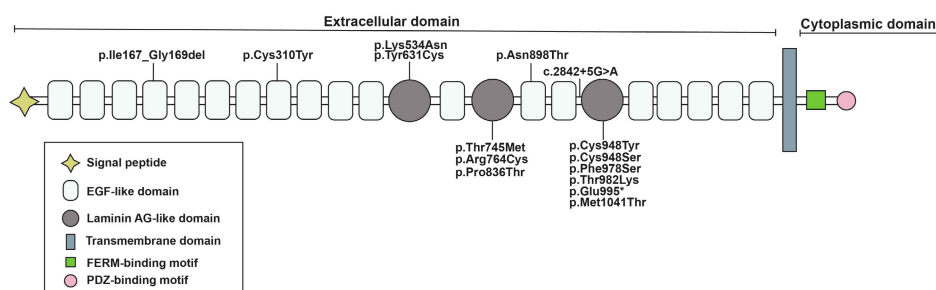 Extracellular domain
Cytoplasmic domain
p.Ile167_Gly169del
p.Cys310Tyr
p.Lys534Asn
p.Tyr631Cys
p.Asn898Thr
c.2842+5G>A
p.Thr745Met
p.Arg764Cys
p.Pro836Thr
p.Cys948Tyr
p.Cys948Ser
p.Phe978Ser
p.Thr982Lys
p.Glu995*
p.Met1041Thr
Signal peptide
EGF-like domain
Laminin AG-like domain
Transmembrane domain
FERM-binding motif
PDZ-binding motif